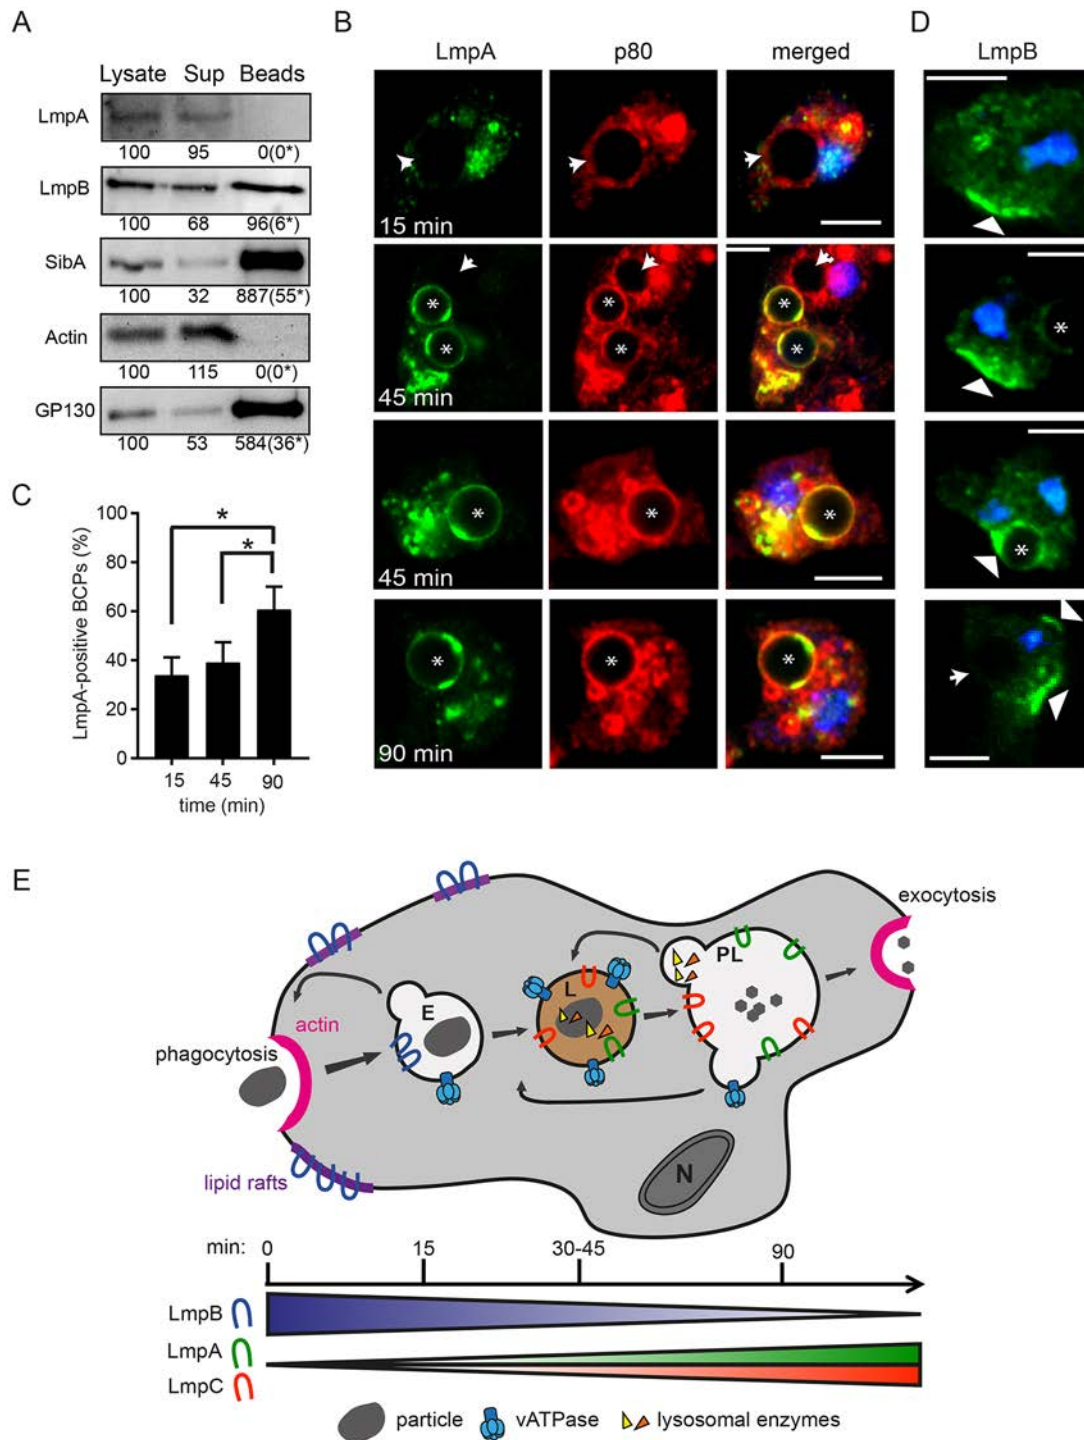 A
Lysate Sup Beads
LmpA
100 95 0(0*)
LmpB
100 68 96(6*)
SibA
100 32 887(55*)
Actin
100 115 0(0*)
GP130
100 53 584(36*)
B
LmpA p80 merged
15 min
45 min
* * *
* * *
45 min
* * *
90 min
* * *
D
LmpB
*
*
C
LmpA-positive BCPs (%)
100
80
60
40
20
0
*
*
15 45 90
time (min)
E
exocytosis
PL
L
E
actin
phagocytosis
lipid rafts
N
min: 0 15 30-45 90
LmpB
LmpA
LmpC
particle vATPase lysosomal enzymes